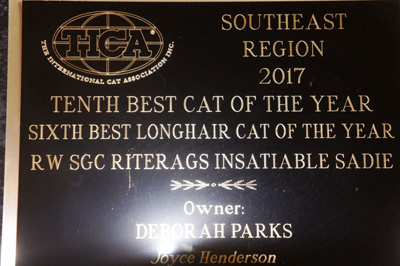 TICA
THE INTERNATIONAL CAT ASSOCIATION INC.
SOUTHEAST
REGION
2017
TENTH BEST CAT OF THE YEAR
SIXTH BEST LONGHAIR CAT OF THE YEAR
RW SGC RITERAGS INSATIABLE SADIE
Owner:
DEBORAH PARKS
Joyce Henderson